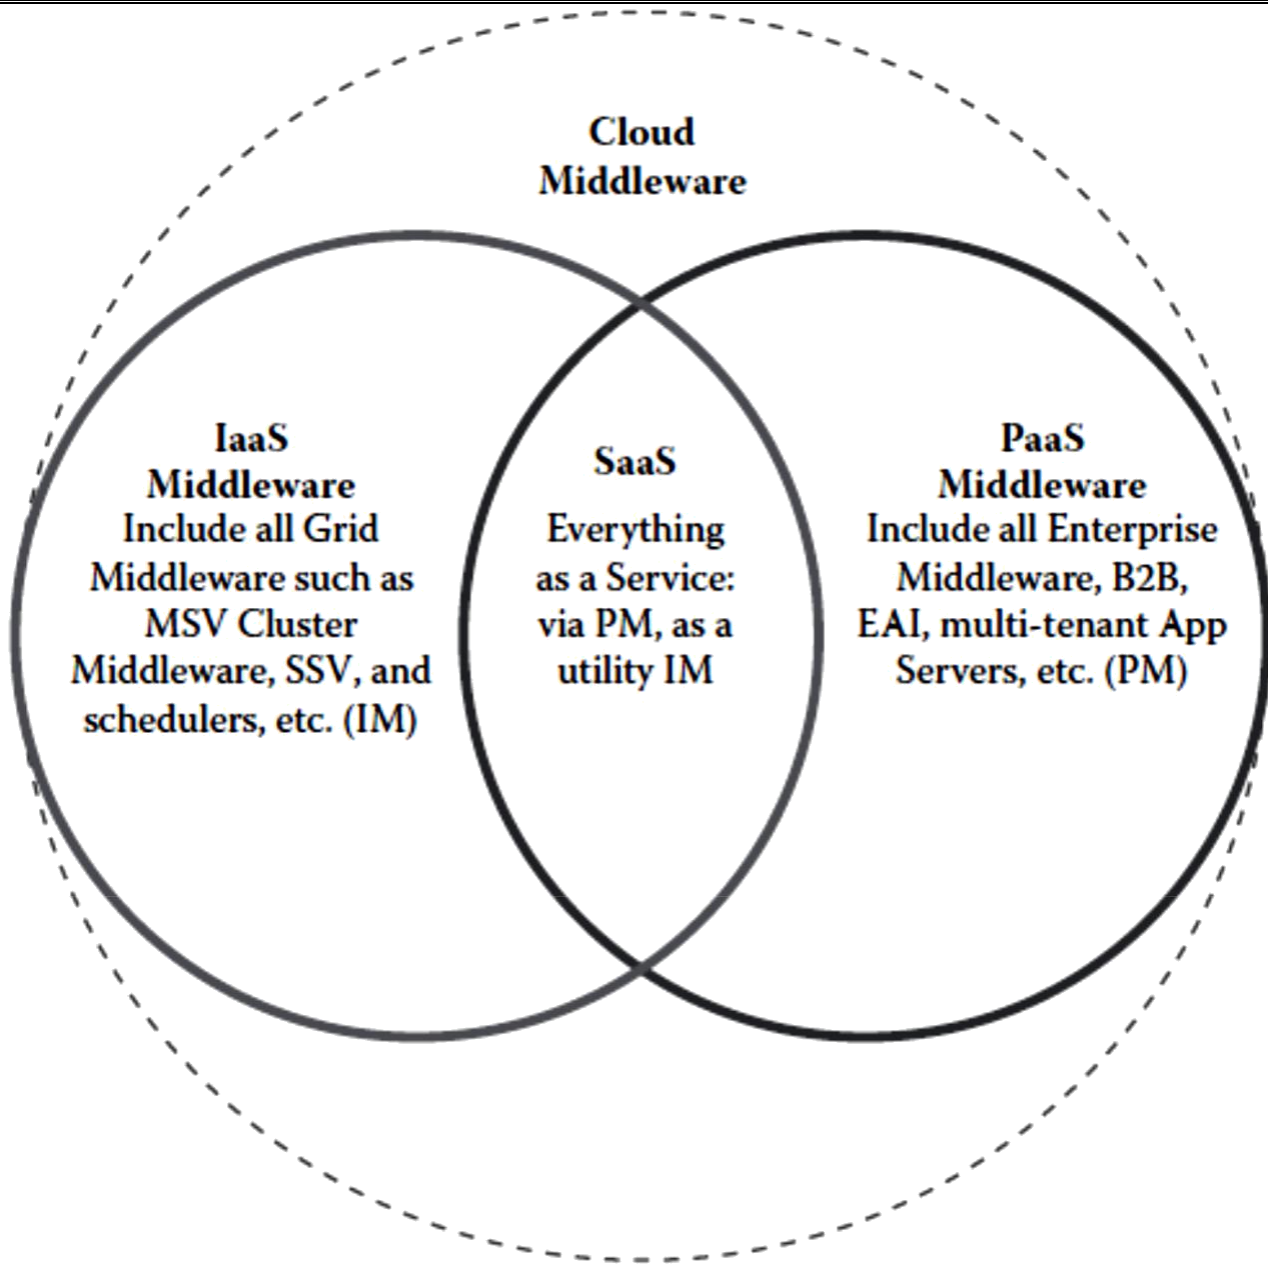 Cloud
Middleware
IaaS
Middleware
Include all Grid
Middleware such as
MSV Cluster
Middleware, SSV, and
schedulers, etc. (IM)
SaaS
Everything
as a Service:
via PM, as a
utility IM
PaaS
Middleware
Include all Enterprise
Middleware, B2B,
EAI, multi-tenant App
Servers, etc. (PM)